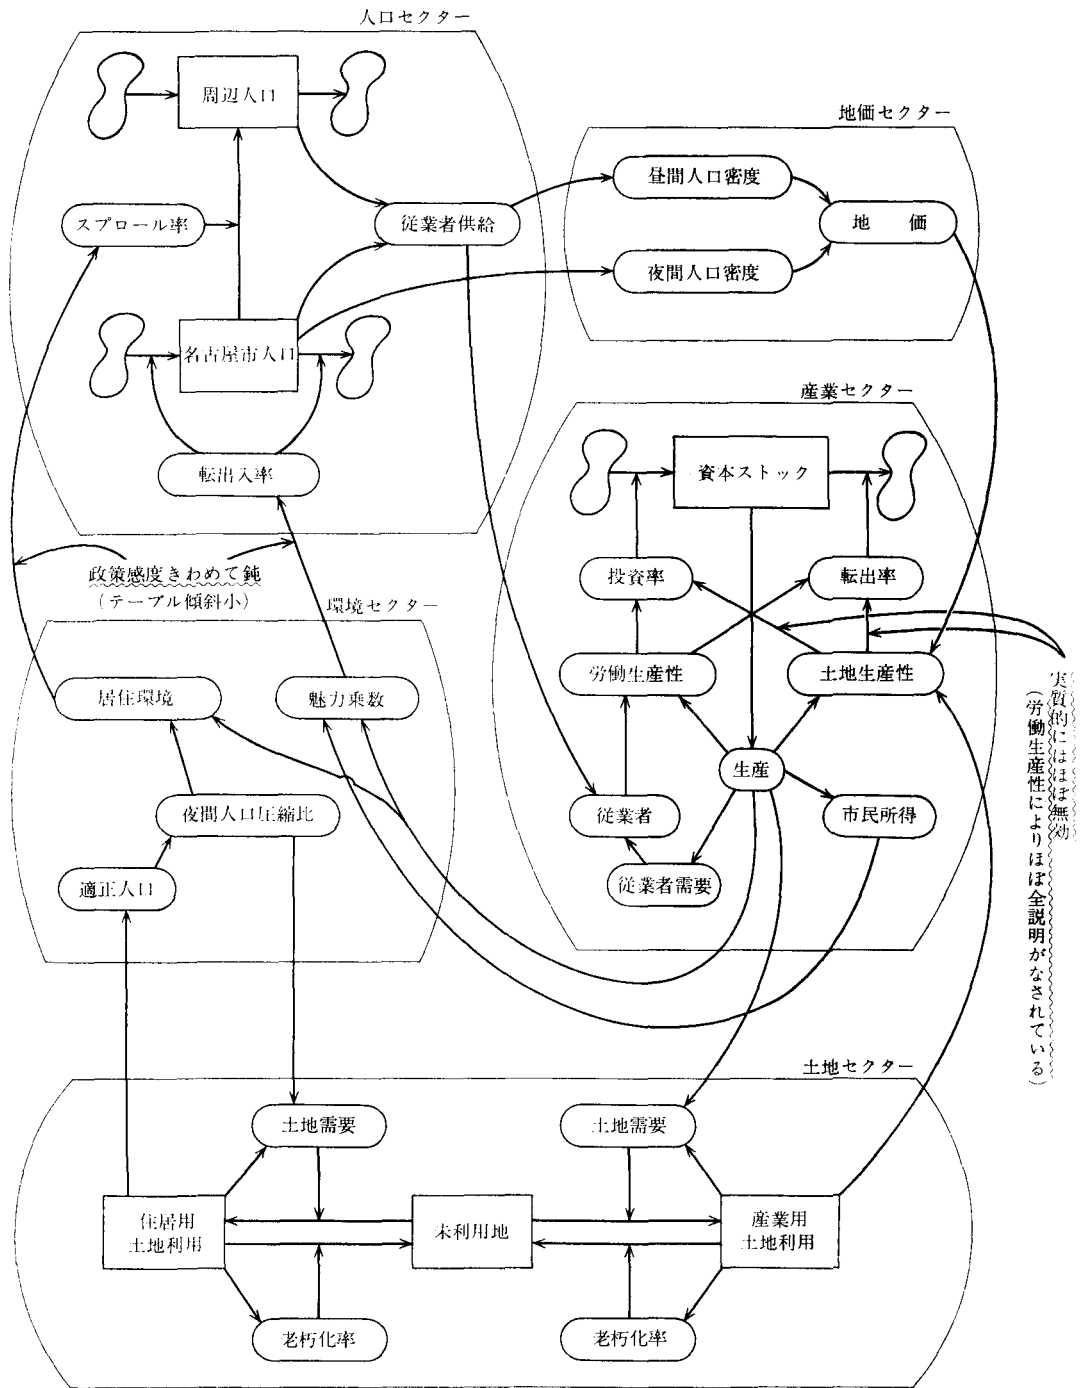 人口セクター
周辺人口
スプロール率
従業者供給
名古屋市人口
転出入率
地価セクター
昼間人口密度
地　価
夜間人口密度
産業セクター
資本ストック
投資率
転出率
労働生産性
土地生産性
生産
従業者
市民所得
従業者需要
実質的にはほぼ無効
(労働生産性によりほぼ全説明がなされている)
政策感度きわめて鈍
(テーブル傾斜小)
環境セクター
居住環境
魅力乗数
夜間人口圧縮比
適正人口
土地セクター
土地需要
土地需要
住居用
土地利用
未利用地
産業用
土地利用
老朽化率
老朽化率